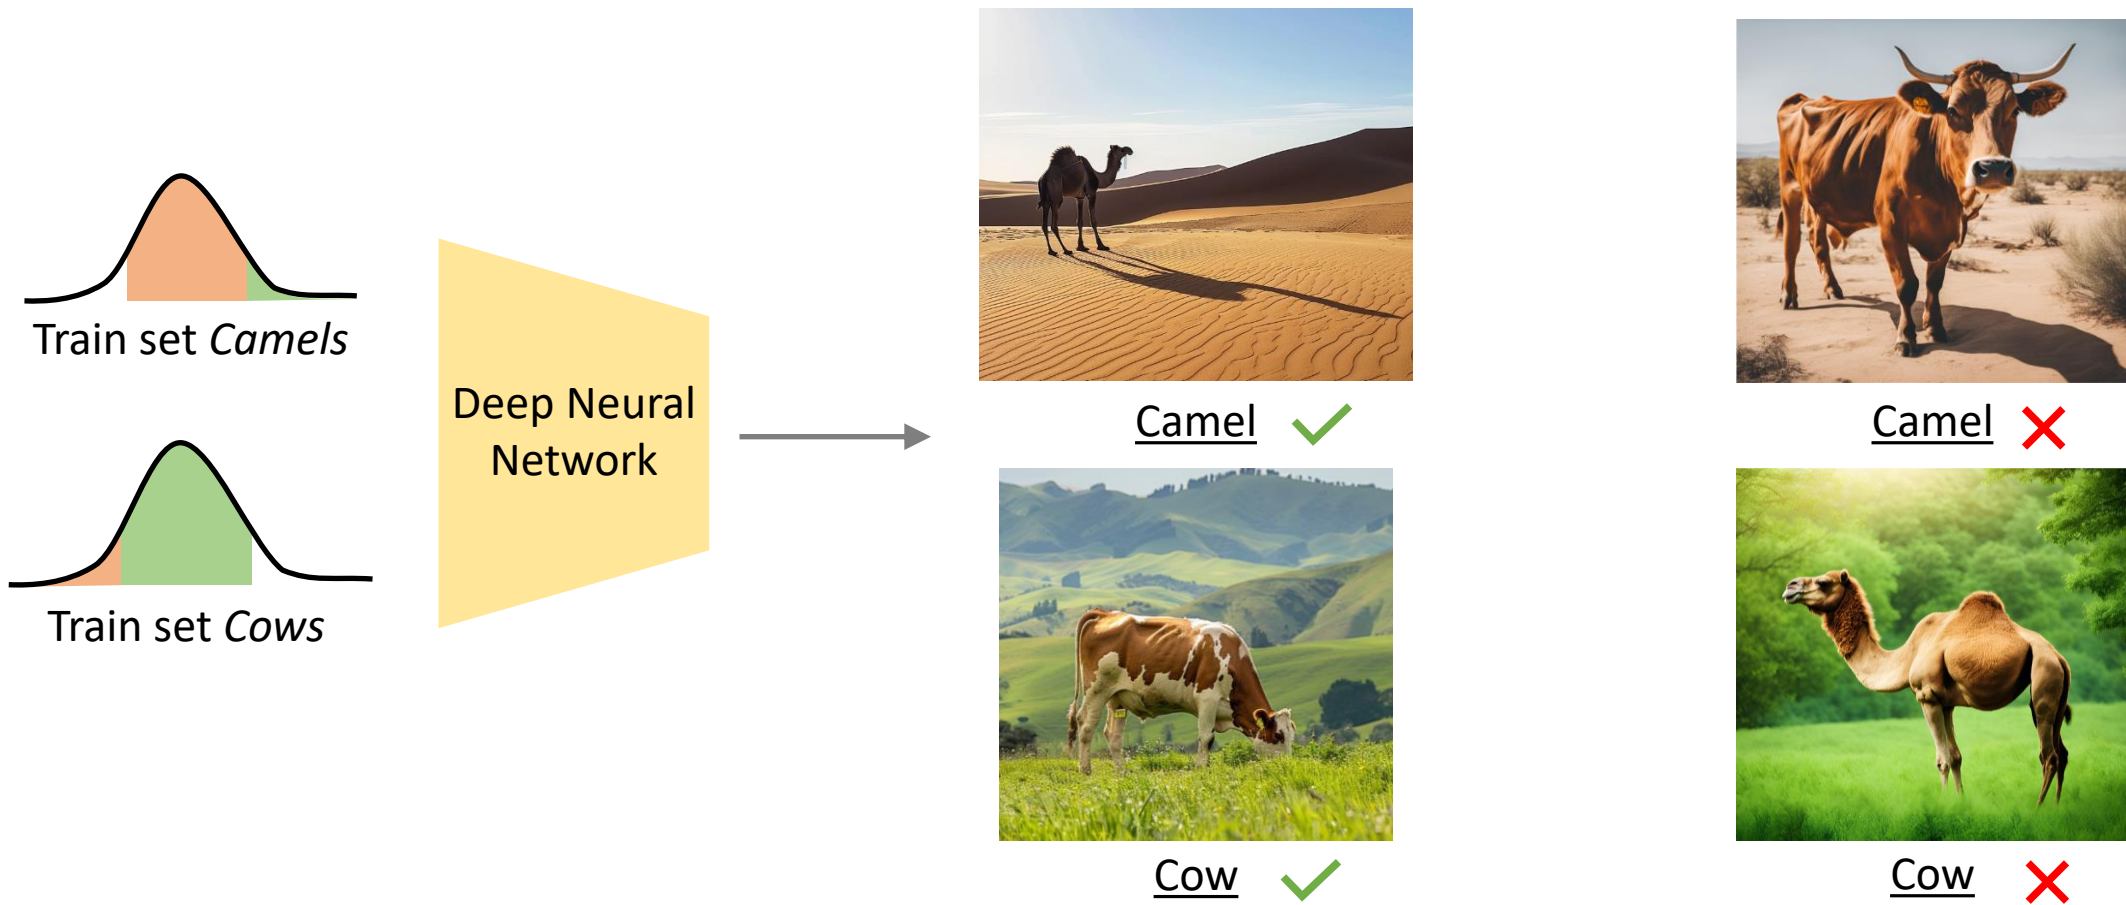 Train set Camels
Train set Cows
Deep Neural
Network
Camel
Cow
Camel
Cow